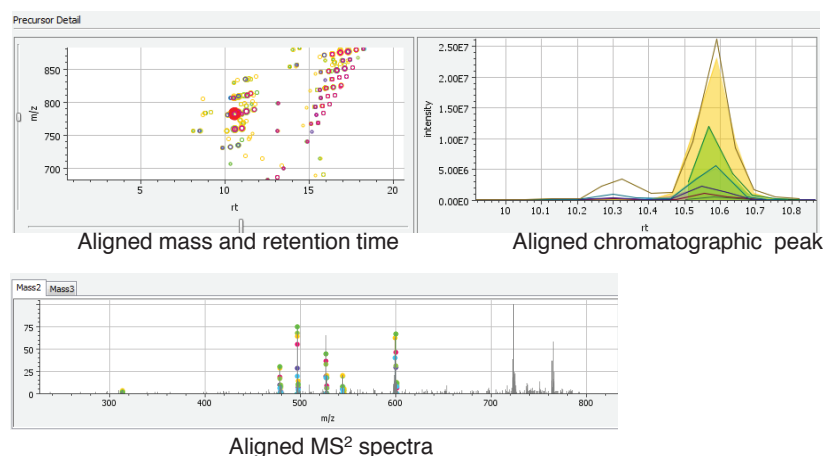 Precursor Detail
850
800
750
700
m/z
5
10
15
20
rt
Aligned mass and retention time
2.50E7
2.00E7
1.50E7
1.00E7
5.00E6
0.00E0
intensity
10
10.1
10.2
10.3
10.4
10.5
10.6
10.7
10.8
rt
Aligned chromatographic peak
Mass2 Mass3
75
50
25
0
300
400
500
600
700
800
m/z
Aligned MS² spectra